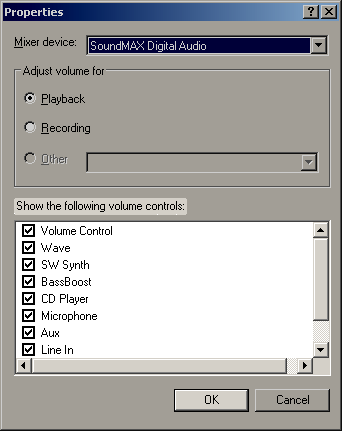 Properties
Mixer device: SoundMAX Digital Audio
Adjust volume for
Playback
Recording
Other
Show the following volume controls:
Volume Control
Wave
SW Synth
BassBoost
CD Player
Microphone
Aux
Line In
OK Cancel